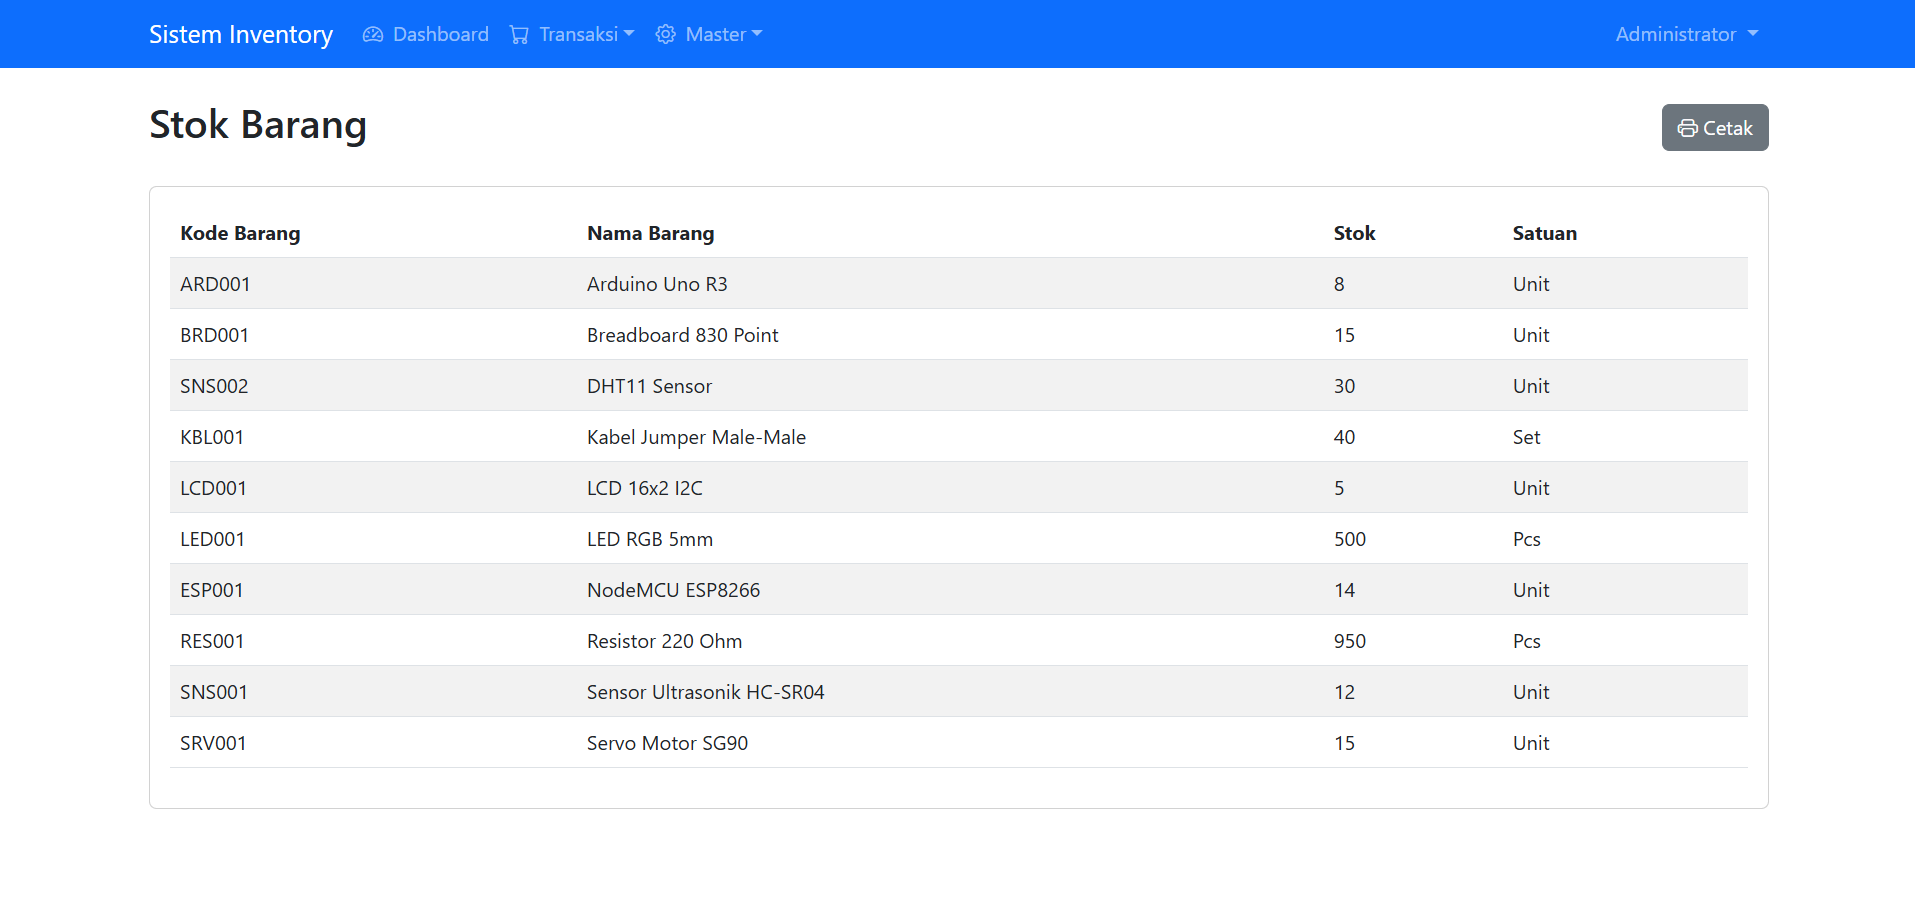 Sistem Inventory Dashboard Transaksi Master Administrator
Stok Barang Cetak
Kode Barang Nama Barang Stok Satuan
ARD001 Arduino Uno R3 8 Unit
BRD001 Breadboard 830 Point 15 Unit
SNS002 DHT11 Sensor 30 Unit
KBL001 Kabel Jumper Male-Male 40 Set
LCD001 LCD 16x2 I2C 5 Unit
LED001 LED RGB 5mm 500 Pcs
ESP001 NodeMCU ESP8266 14 Unit
RES001 Resistor 220 Ohm 950 Pcs
SNS001 Sensor Ultrasonik HC-SR04 12 Unit
SRV001 Servo Motor SG90 15 Unit